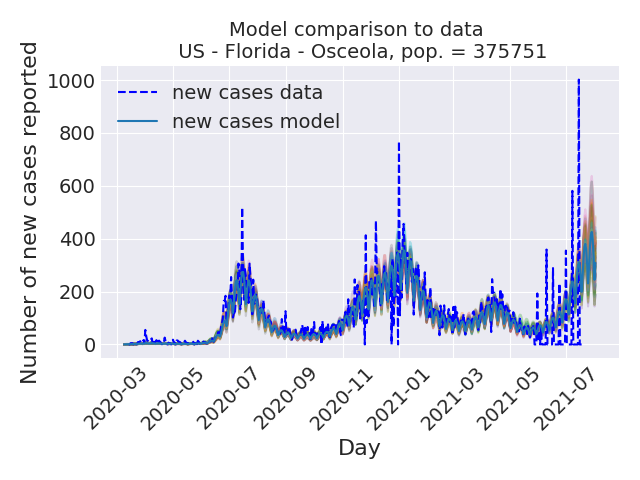 Model comparison to data
US - Florida - Osceola, pop. = 375751
Number of new cases reported
1000
800
600
400
200
0
new cases data
new cases model
2020-03
2020-05
2020-07
2020-09
2020-11
2021-01
2021-03
2021-05
2021-07
Day